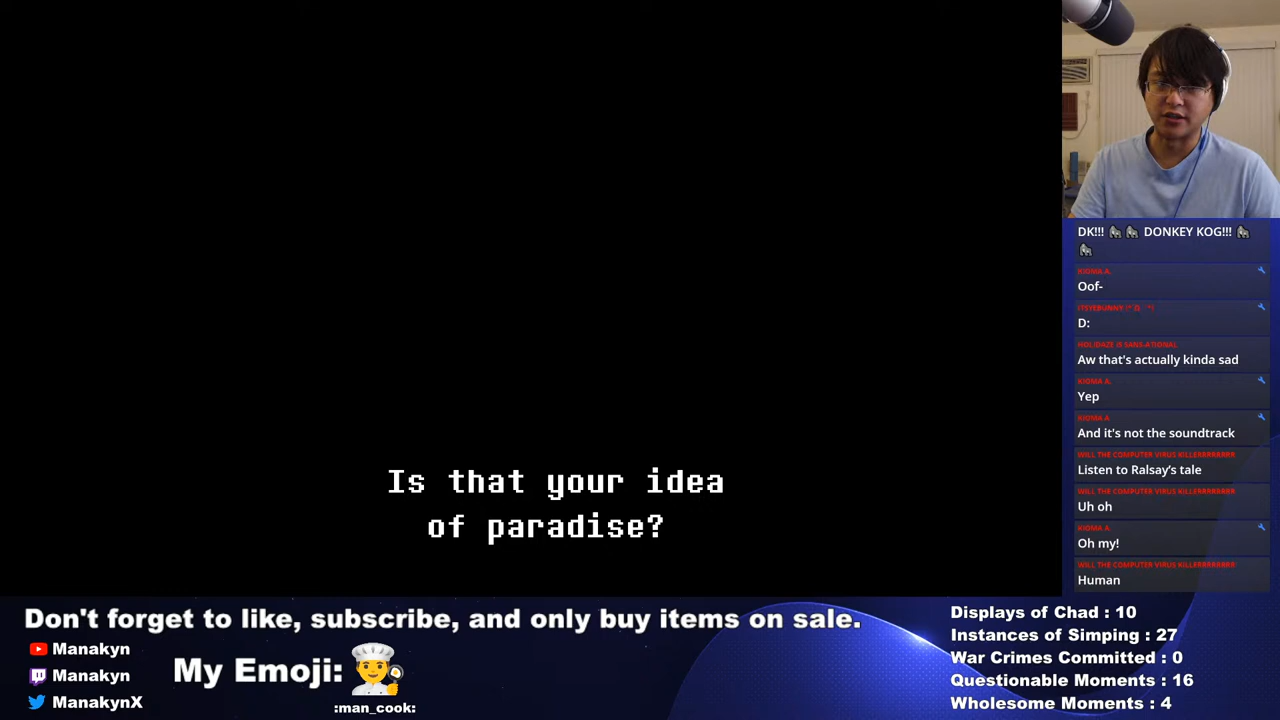 Is that your idea
of paradise?
DK!!! 🦍 🦍 DONKEY KOG!!! 🦍
🦍
KIGMA A.
Oof-
D:
HOLIDAZE IS SANS-ATIONAL
Aw that's actually kinda sad
KIGMA A.
Yep
KIGMA A.
And it's not the soundtrack
WILL THE COMPUTER VIRUS KILLERRRRRRRR
Listen to Ralsay’s tale
WILL THE COMPUTER VIRUS KILLERRRRRRRR
Uh oh
KIGMA A.
Oh my!
WILL THE COMPUTER VIRUS KILLERRRRRRRR
Human
Don't forget to like, subscribe, and only buy items on sale.
Manakyn
Manakyn
ManakynX
My Emoji:
:man_cook:
Displays of Chad : 10
Instances of Simping : 27
War Crimes Committed : 0
Questionable Moments : 16
Wholesome Moments : 4